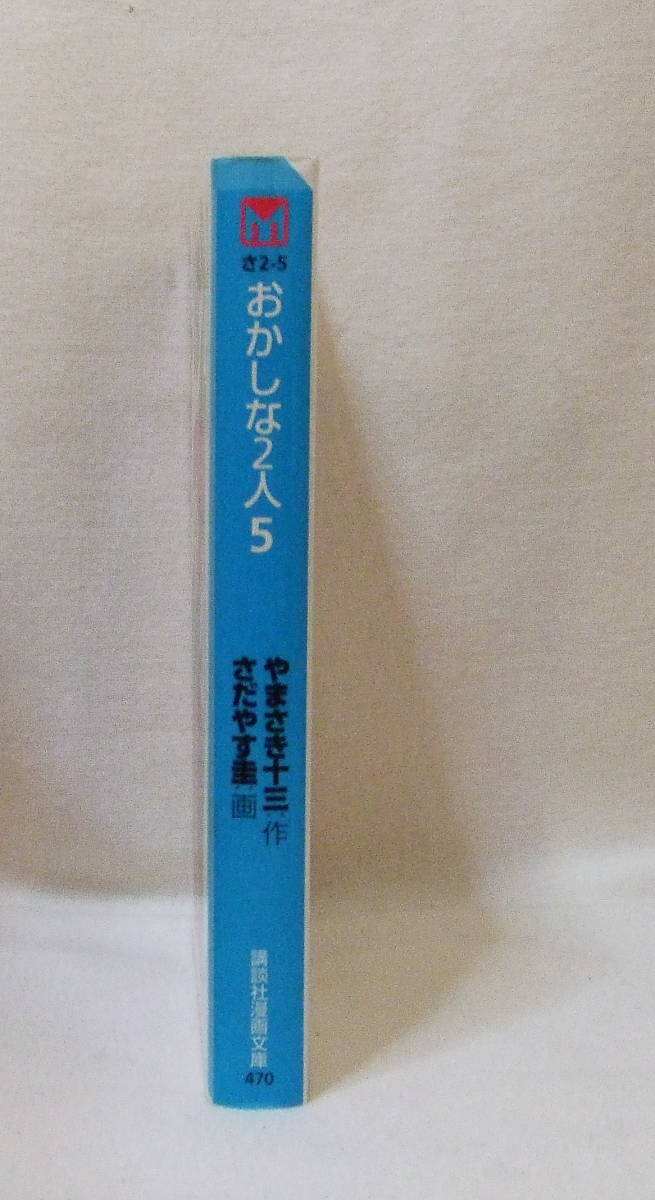 M
さ2-5
おかしな2人 5
やまさき十三/作
さだやす圭/画
講談社漫画文庫
470